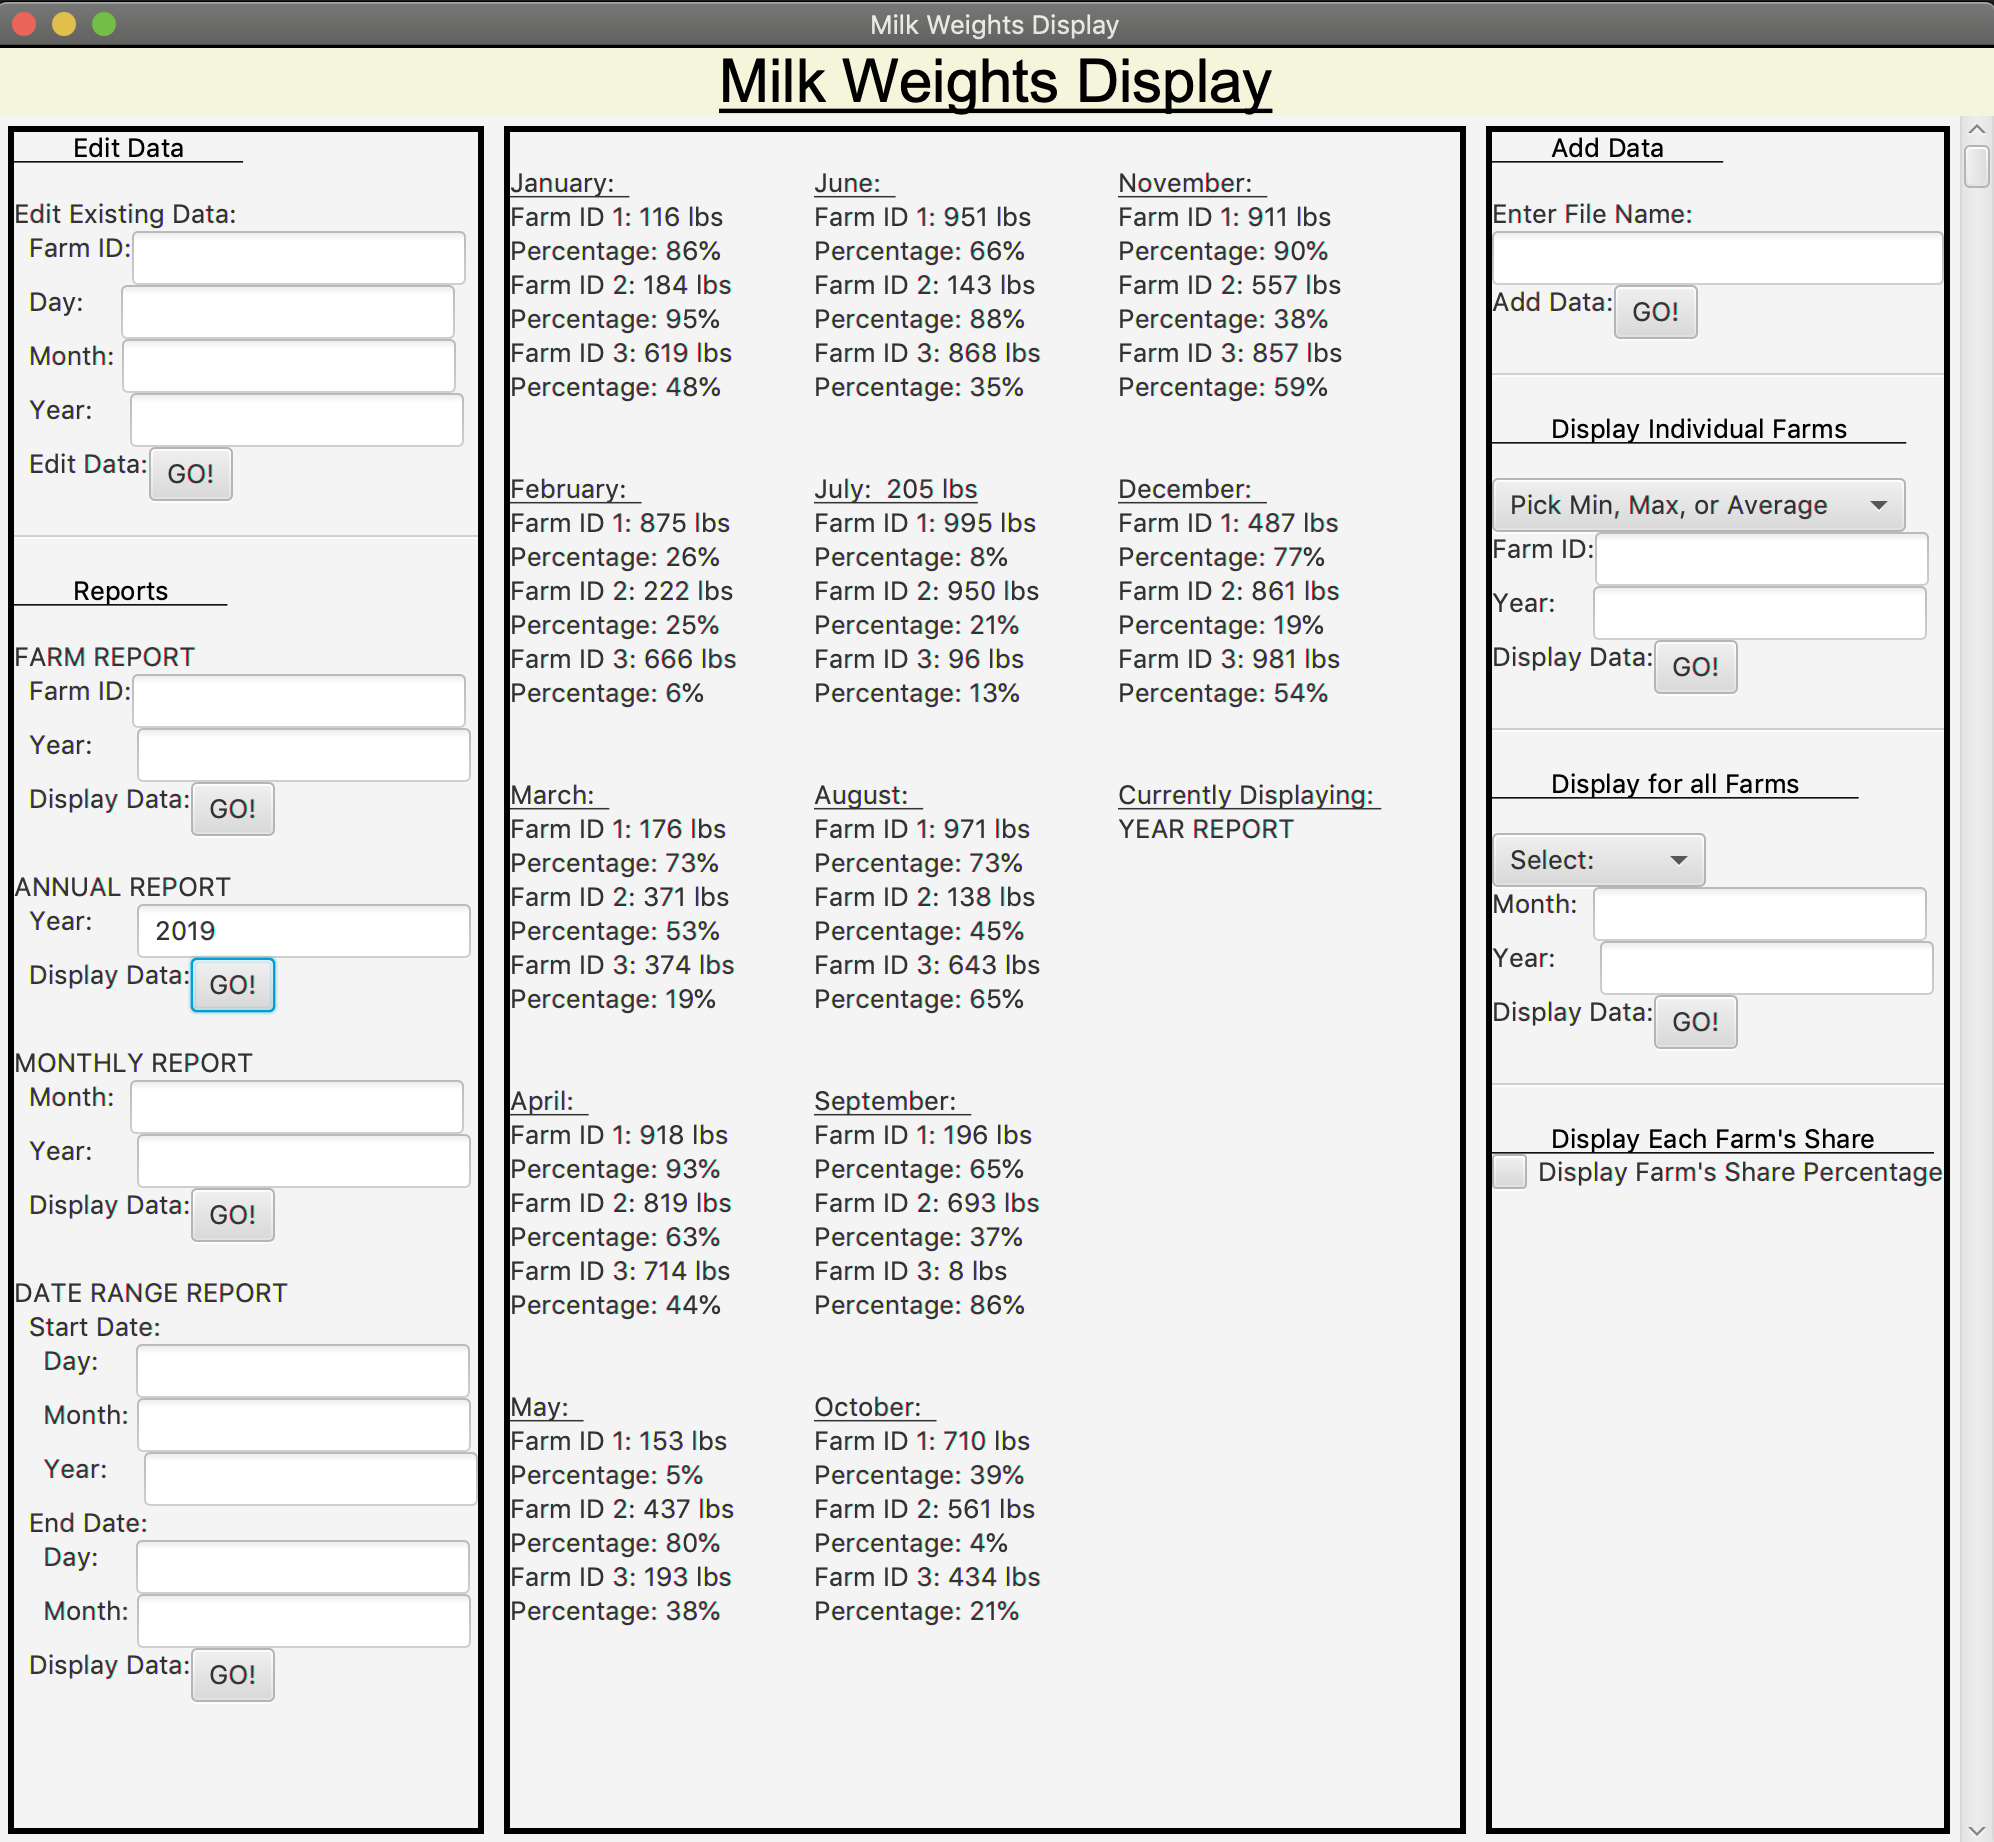 Milk Weights Display
Milk Weights Display
Edit Data
Edit Existing Data:
Farm ID:
Day:
Month:
Year:
Edit Data: GO!
Reports
FARM REPORT
Farm ID:
Year:
Display Data: GO!
ANNUAL REPORT
Year: 2019
Display Data: GO!
MONTHLY REPORT
Month:
Year:
Display Data: GO!
DATE RANGE REPORT
Start Date:
Day:
Month:
Year:
End Date:
Day:
Month:
Display Data: GO!
January:
Farm ID 1: 116 lbs
Percentage: 86%
Farm ID 2: 184 lbs
Percentage: 95%
Farm ID 3: 619 lbs
Percentage: 48%
February:
Farm ID 1: 875 lbs
Percentage: 26%
Farm ID 2: 222 lbs
Percentage: 25%
Farm ID 3: 666 lbs
Percentage: 6%
March:
Farm ID 1: 176 lbs
Percentage: 73%
Farm ID 2: 371 lbs
Percentage: 53%
Farm ID 3: 374 lbs
Percentage: 19%
April:
Farm ID 1: 918 lbs
Percentage: 93%
Farm ID 2: 819 lbs
Percentage: 63%
Farm ID 3: 714 lbs
Percentage: 44%
May:
Farm ID 1: 153 lbs
Percentage: 5%
Farm ID 2: 437 lbs
Percentage: 80%
Farm ID 3: 193 lbs
Percentage: 38%
June:
Farm ID 1: 951 lbs
Percentage: 66%
Farm ID 2: 143 lbs
Percentage: 88%
Farm ID 3: 868 lbs
Percentage: 35%
July: 205 lbs
Farm ID 1: 995 lbs
Percentage: 8%
Farm ID 2: 950 lbs
Percentage: 21%
Farm ID 3: 96 lbs
Percentage: 13%
August:
Farm ID 1: 971 lbs
Percentage: 73%
Farm ID 2: 138 lbs
Percentage: 45%
Farm ID 3: 643 lbs
Percentage: 65%
September:
Farm ID 1: 196 lbs
Percentage: 65%
Farm ID 2: 693 lbs
Percentage: 37%
Farm ID 3: 8 lbs
Percentage: 86%
October:
Farm ID 1: 710 lbs
Percentage: 39%
Farm ID 2: 561 lbs
Percentage: 4%
Farm ID 3: 434 lbs
Percentage: 21%
November:
Farm ID 1: 911 lbs
Percentage: 90%
Farm ID 2: 557 lbs
Percentage: 38%
Farm ID 3: 857 lbs
Percentage: 59%
December:
Farm ID 1: 487 lbs
Percentage: 77%
Farm ID 2: 861 lbs
Percentage: 19%
Farm ID 3: 981 lbs
Percentage: 54%
Currently Displaying:
YEAR REPORT
Add Data
Enter File Name:
Add Data: GO!
Display Individual Farms
Pick Min, Max, or Average
Farm ID:
Year:
Display Data: GO!
Display for all Farms
Select:
Month:
Year:
Display Data: GO!
Display Each Farm's Share
Display Farm's Share Percentage